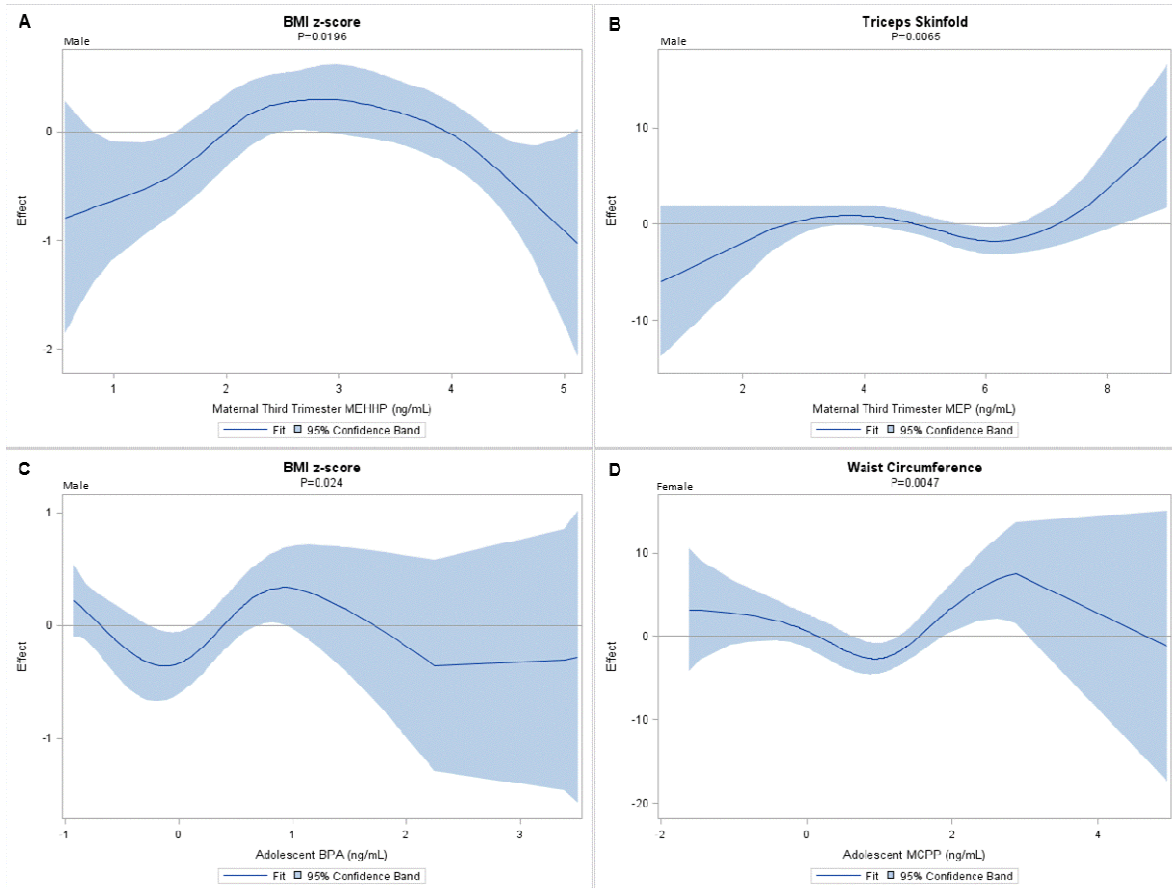 A
BMI z-score
P=0.0196
Male
Effect
0
-1
-2
1
2
3
4
5
Maternal Third Trimester MEHHP (ng/mL)
Fit
95% Confidence Band
B
Triceps Skinfold
P=0.0065
Male
Effect
10
0
-10
2
4
6
8
Maternal Third Trimester MEP (ng/mL)
Fit
95% Confidence Band
C
BMI z-score
P=0.024
Male
Effect
1
0
-1
-1
0
1
2
3
Adolescent BPA (ng/mL)
Fit
95% Confidence Band
D
Waist Circumference
P=0.0047
Female
Effect
10
0
-10
-20
-2
0
2
4
Adolescent MCPP (ng/mL)
Fit
95% Confidence Band